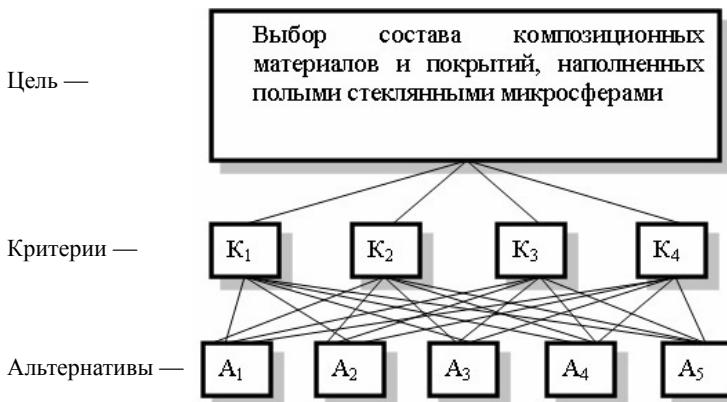 Выбор состава композиционных
материалов и покрытий, наполненных
полыми стеклянными микросферами
Цель —
Критерии —
К₁ К₂ К₃ К₄
Альтернативы —
А₁ А₂ А₃ А₄ А₅